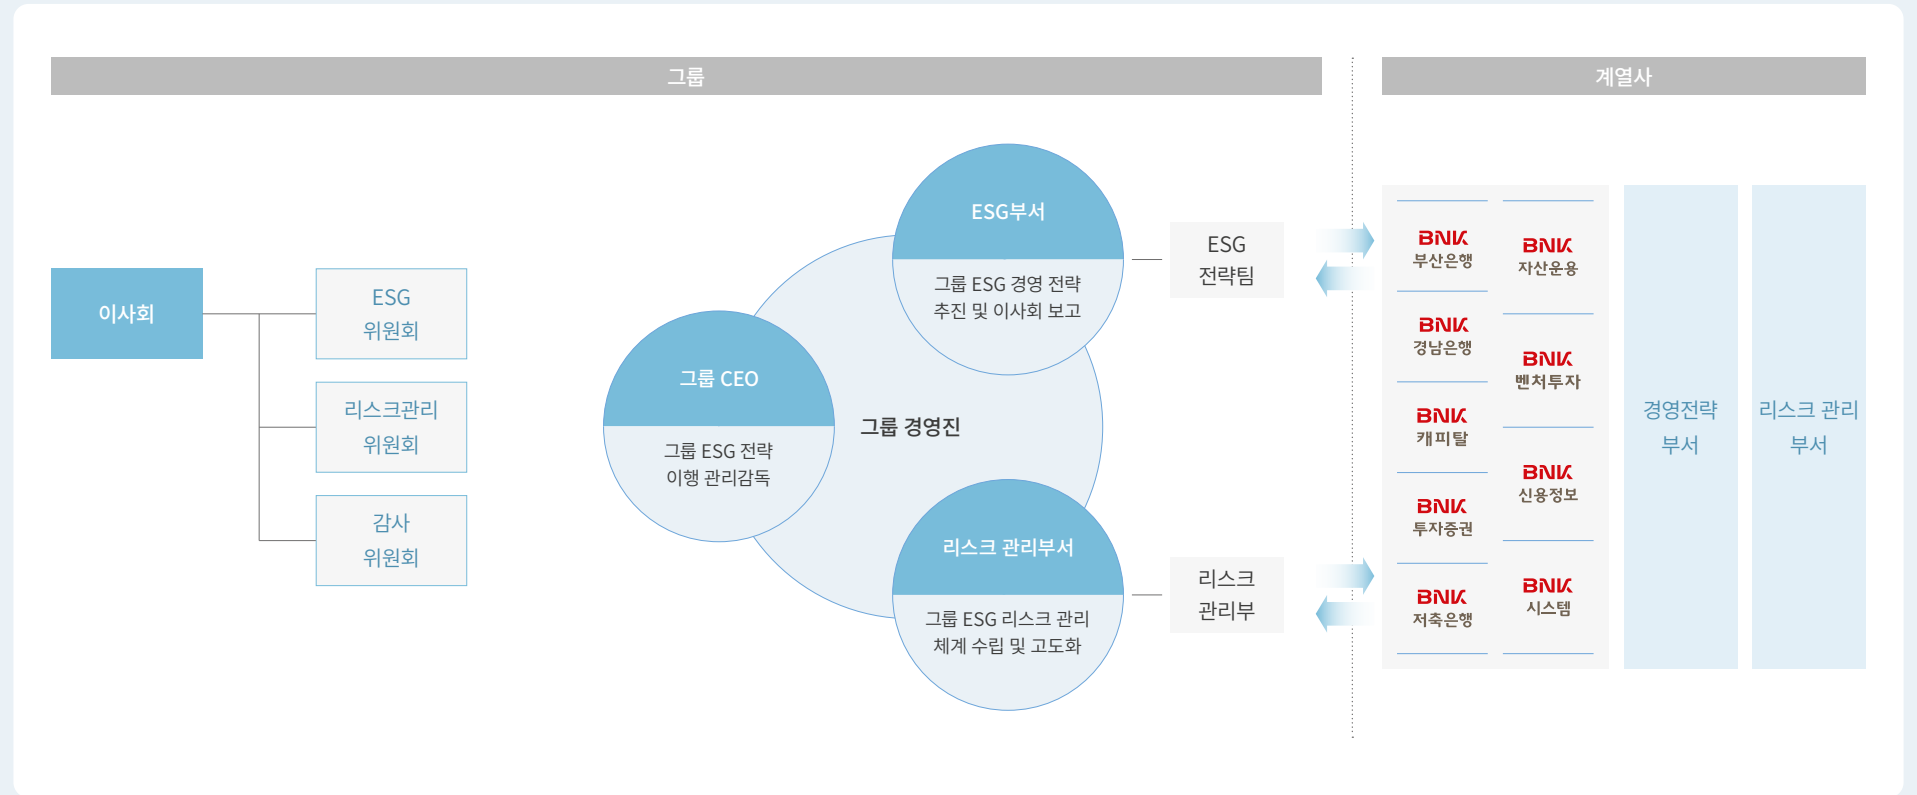 그룹
계열사
이사회
ESG
위원회
리스크관리
위원회
감사
위원회
그룹 CEO
그룹 ESG 전략
이행 관리감독
그룹 경영진
ESG부서
그룹 ESG 경영 전략
추진 및 이사회 보고
리스크 관리부서
그룹 ESG 리스크 관리
체계 수립 및 고도화
ESG
전략팀
리스크
관리부
BNK
부산은행
BNK
경남은행
BNK
캐피탈
BNK
투자증권
BNK
저축은행
BNK
자산운용
BNK
벤처투자
BNK
신용정보
BNK
시스템
경영전략
부서
리스크 관리
부서